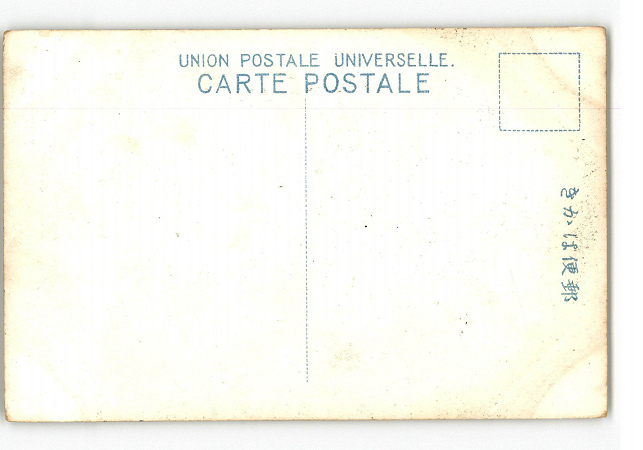 UNION POSTALE UNIVERSELLE.
CARTE POSTALE
きかは便郵